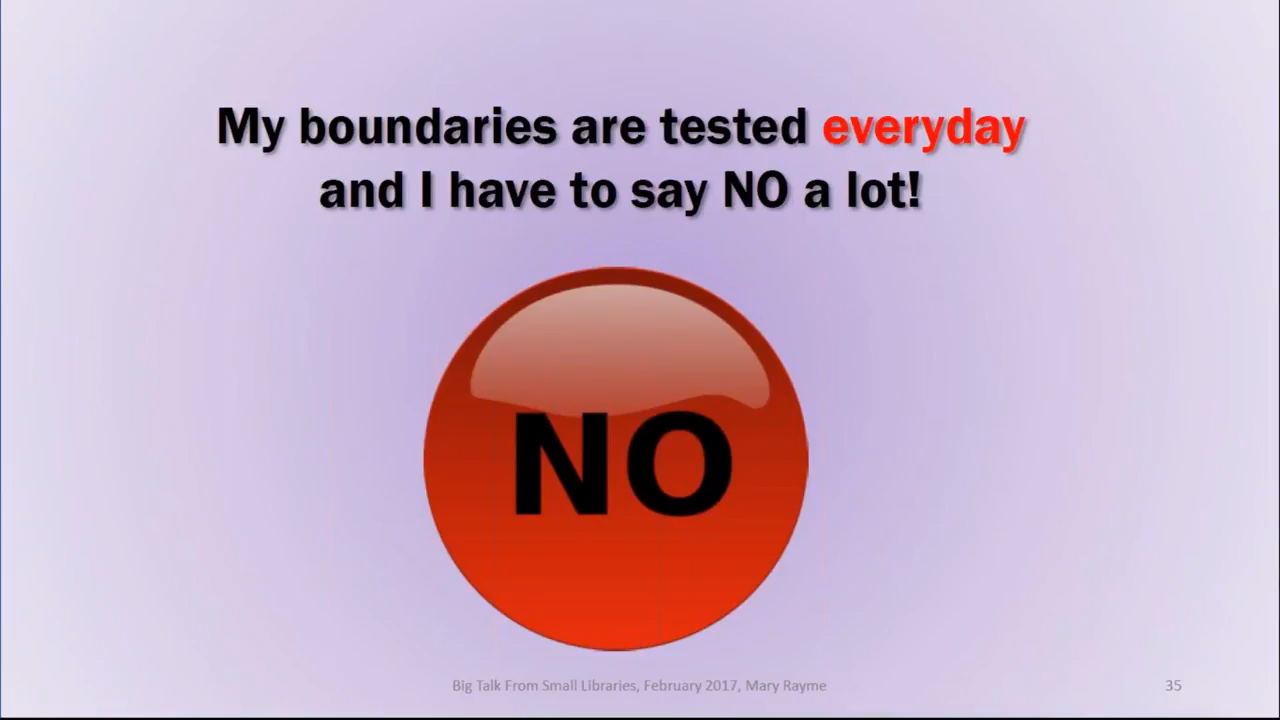 My boundaries are tested everyday
and I have to say NO a lot!
NO
Big Talk From Small Libraries, February 2017, Mary Rayme
35